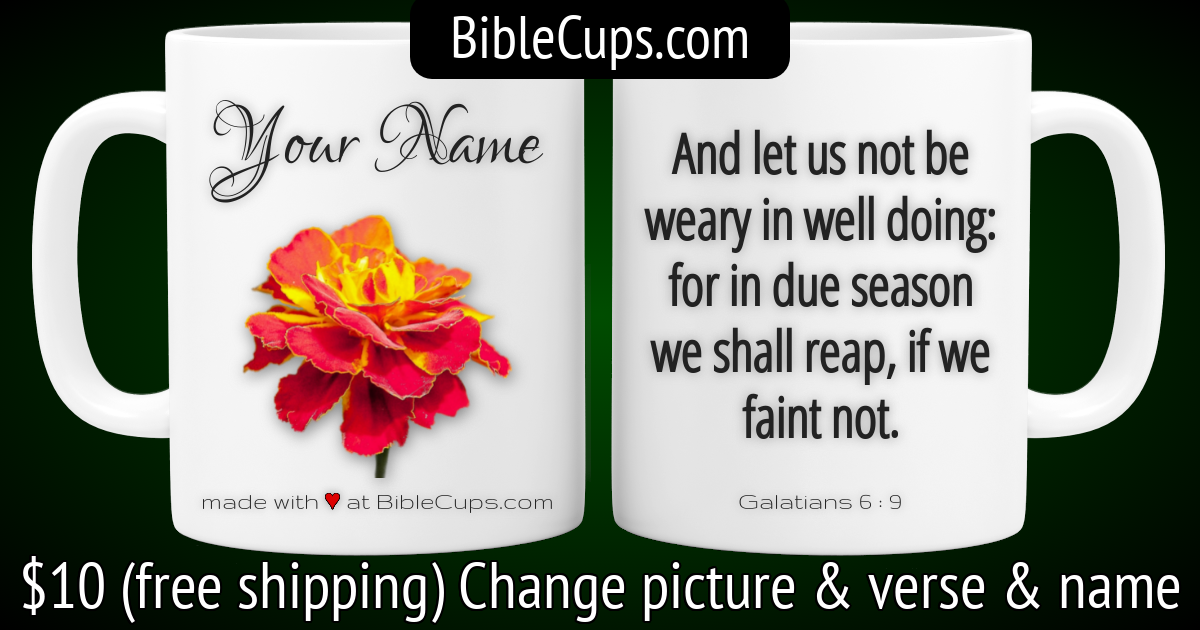 BibleCups.com
Your Name
made with ♥ at BibleCups.com
And let us not be
weary in well doing:
for in due season
we shall reap, if we
faint not.
Galatians 6 : 9
$10 (free shipping) Change picture & verse & name